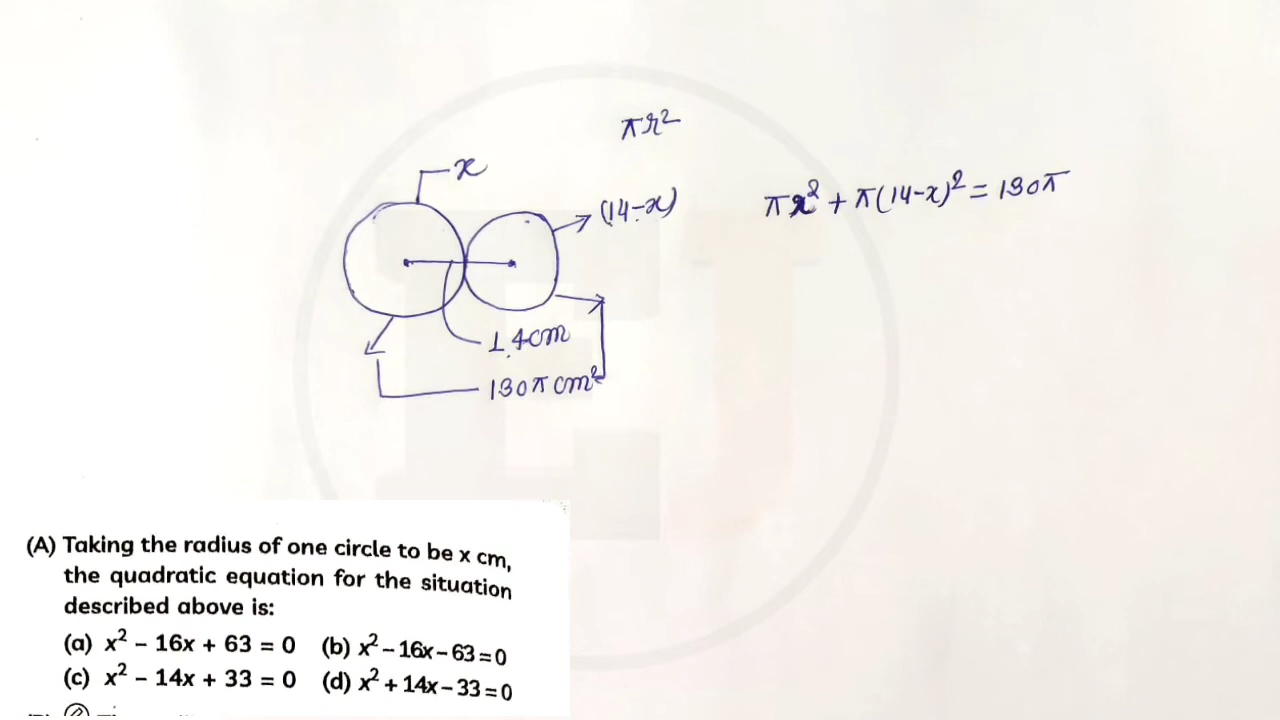 πr²
x
(14-x)
πx² + π(14-x)² = 130π
14cm
130π cm²
(A) Taking the radius of one circle to be x cm,
the quadratic equation for the situation
described above is:
(a) x² – 16x + 63 = 0 (b) x² – 16x – 63 = 0
(c) x² – 14x + 33 = 0 (d) x² + 14x – 33 = 0